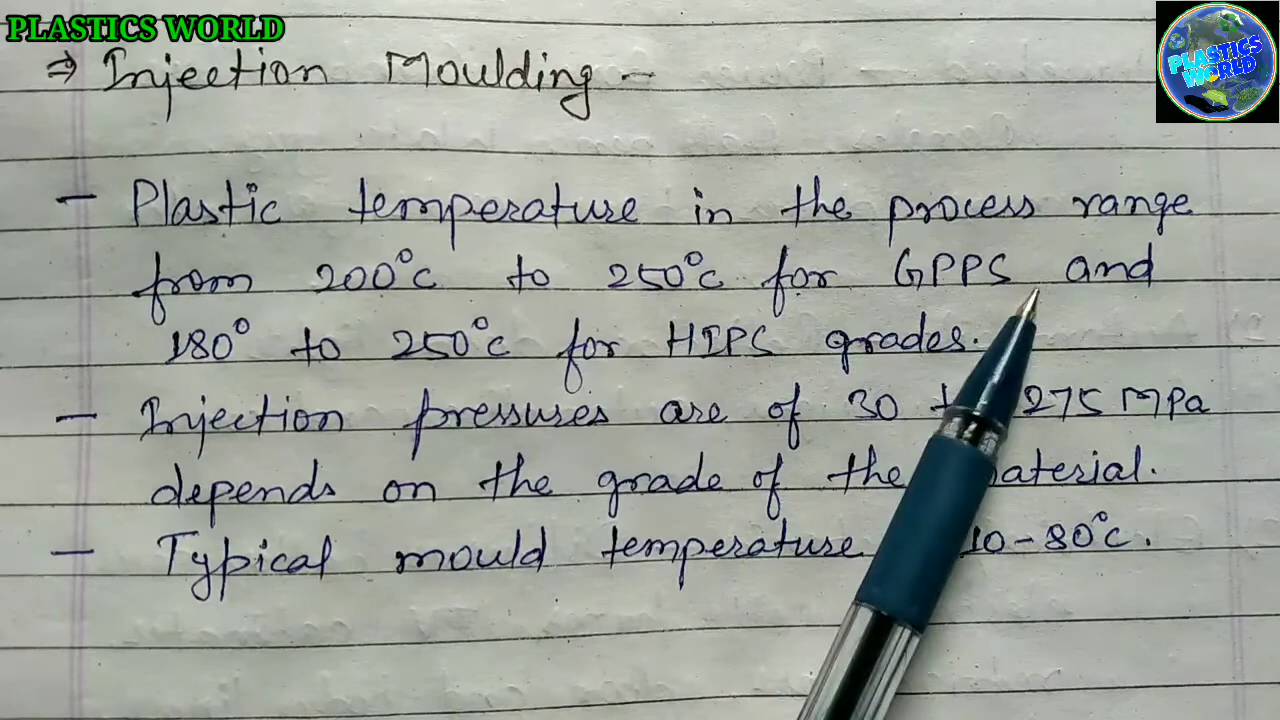 PLASTICS WORLD
PLASTICS
WORLD
⇒ Injection Moulding -
- Plastic temperature in the process range
from 200°c to 250°c for GPPS and
180° to 250°c for HIPS grades.
- Injection pressures are of 30 275 MPa
depends on the grade of the material.
- Typical mould temperature 10-80°c.